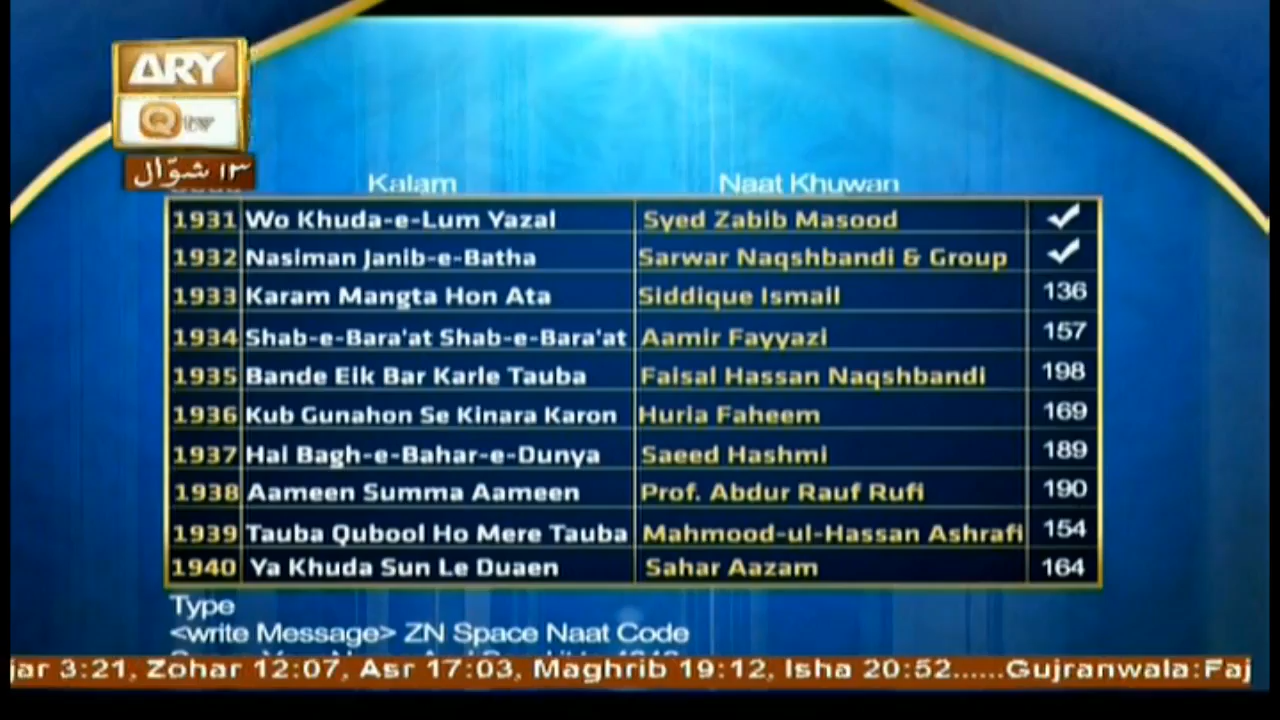 ARY
Q tv
۱۳ شوّال
Kalam Naat Khuwan
1931 Wo Khuda-e-Lum Yazal Syed Zabib Masood ✔
1932 Nasiman Janib-e-Batha Sarwar Naqshbandi & Group ✔
1933 Karam Mangta Hon Ata Siddique Ismail 136
1934 Shab-e-Bara'at Shab-e-Bara'at Aamir Fayyazi 157
1935 Bande Eik Bar Karle Tauba Faisal Hassan Naqshbandi 198
1936 Kub Gunahon Se Kinara Karon Huria Faheem 169
1937 Hai Bagh-e-Bahar-e-Dunya Saeed Hashmi 189
1938 Aameen Summa Aameen Prof. Abdur Rauf Rufi 190
1939 Tauba Qubool Ho Mere Tauba Mahmood-ul-Hassan Ashrafi 154
1940 Ya Khuda Sun Le Duaen Sahar Aazam 164
Type
<write Message> ZN Space Naat Code
jar 3:21, Zohar 12:07, Asr 17:03, Maghrib 19:12, Isha 20:52......Gujranwala:Faj